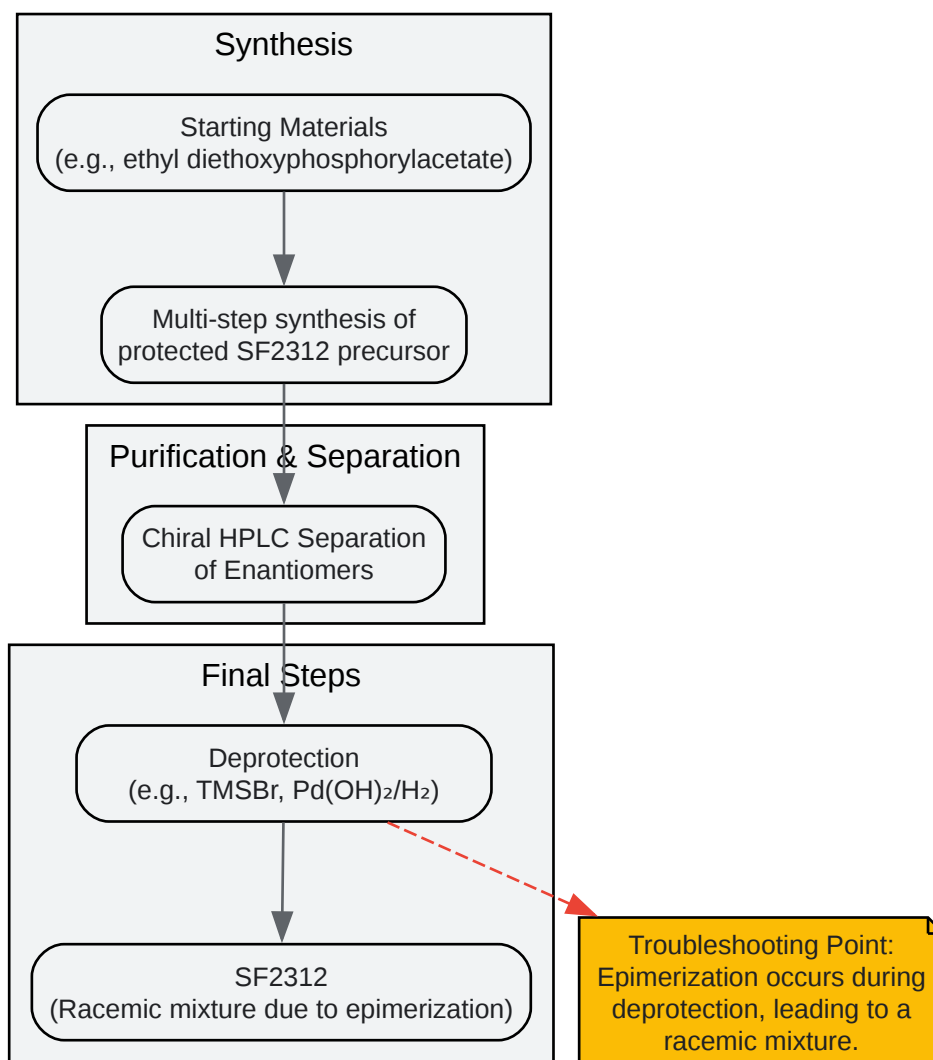 Synthesis
Starting Materials
(e.g., ethyl diethoxyphosphorylacetate)
Multi-step synthesis of
protected SF2312 precursor
Purification & Separation
Chiral HPLC Separation
of Enantiomers
Final Steps
Deprotection
(e.g., TMSBr, Pd(OH)₂/H₂)
SF2312
(Racemic mixture due to epimerization)
Troubleshooting Point:
Epimerization occurs during
deprotection, leading to a
racemic mixture.